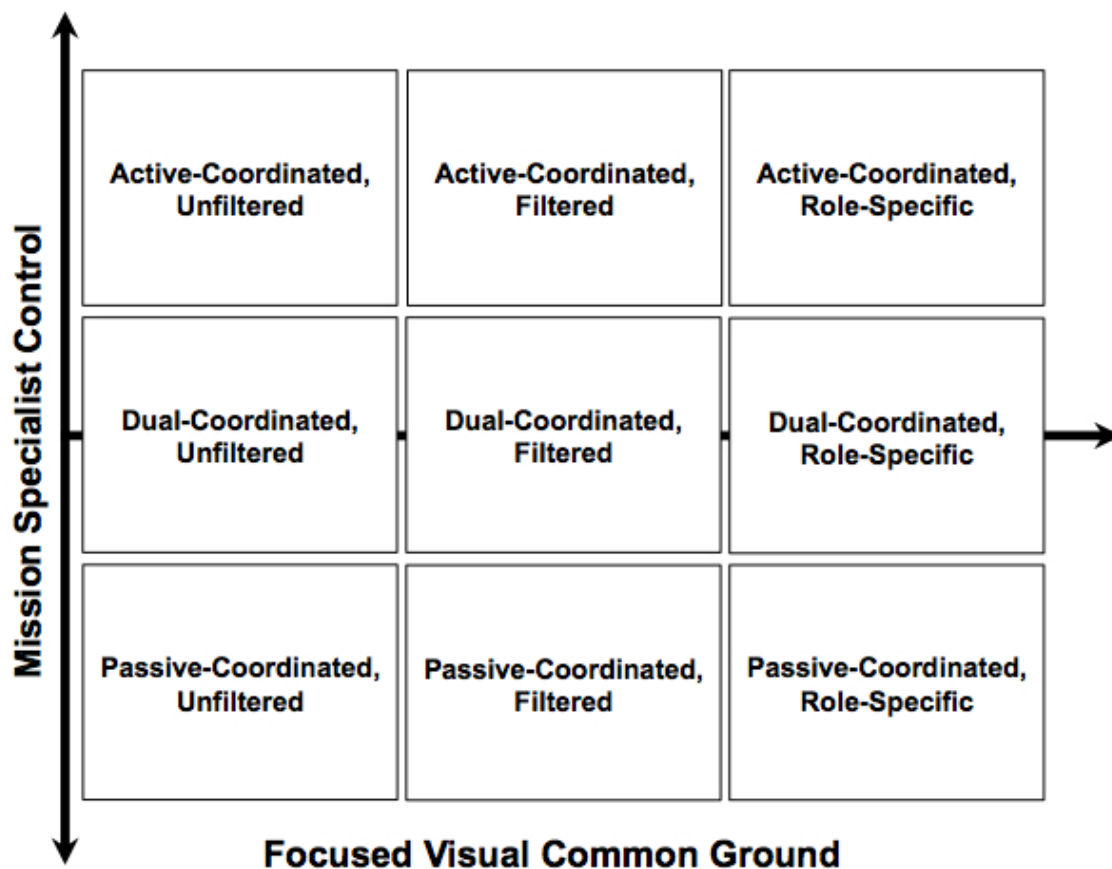 Mission Specialist Control
Active-Coordinated,
Unfiltered
Active-Coordinated,
Filtered
Active-Coordinated,
Role-Specific
Dual-Coordinated,
Unfiltered
Dual-Coordinated,
Filtered
Dual-Coordinated,
Role-Specific
Passive-Coordinated,
Unfiltered
Passive-Coordinated,
Filtered
Passive-Coordinated,
Role-Specific
Focused Visual Common Ground